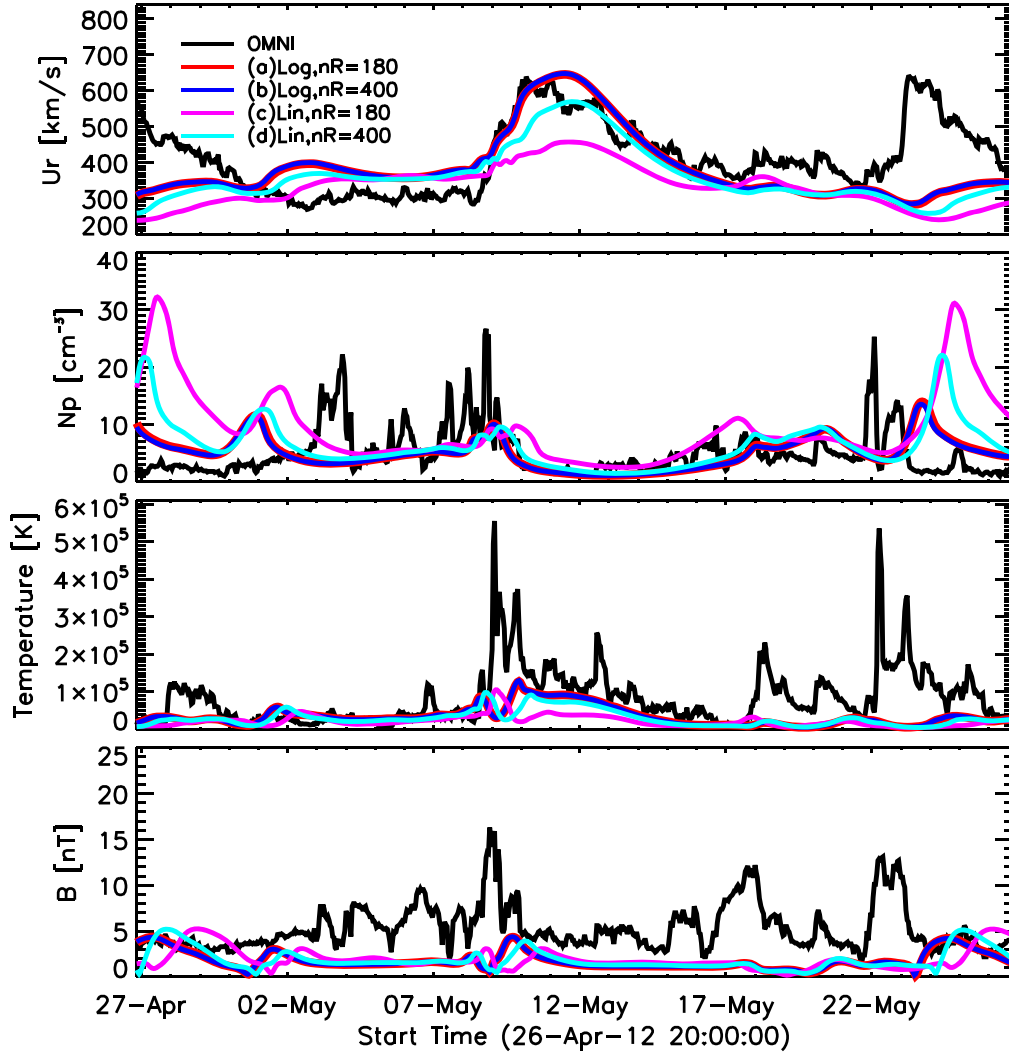 800
700
600
500
400
300
200
Ur [km/s]
OMNI
(a)Log,nR=180
(b)Log,nR=400
(c)Lin,nR=180
(d)Lin,nR=400
40
30
20
10
0
Np [cm⁻³]
6×10⁵
5×10⁵
4×10⁵
3×10⁵
2×10⁵
1×10⁵
0
Temperature [K]
25
20
15
10
5
0
B [nT]
27-Apr 02-May 07-May 12-May 17-May 22-May
Start Time (26-Apr-12 20:00:00)